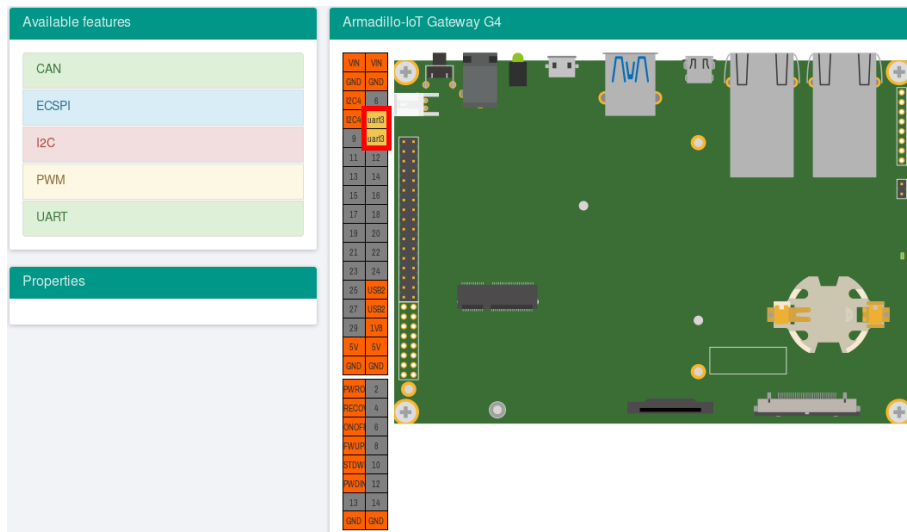 Available features
CAN
ECSPI
I2C
PWM
UART
Properties
Armadillo-IoT Gateway G4
VIN VIN
GND GND
I2C4 6
I2C4 uart3
9 uart3
11 12
13 14
15 16
17 18
19 20
21 22
23 24
25 USB2
27 USB2
29 1V8
5V 5V
GND GND
PWRO 2
RECOV 4
ONOFF 6
FWUP 8
STDW 10
PWDIN 12
13 14
GND GND